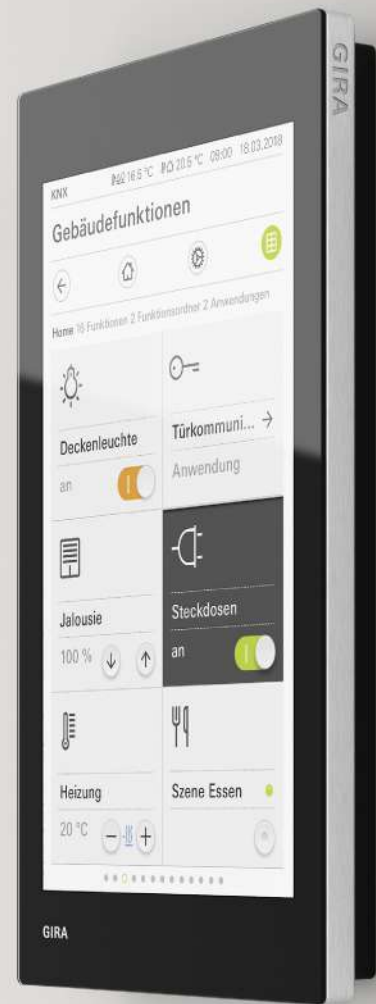 GIRA
KNX 16.5 °C 20.5 °C 09:00 18.03.2018
Gebäudefunktionen
Home 16 Funktionen 2 Funktionsordner 2 Anwendungen
Deckenleuchte
an
Türkommuni...
Anwendung
Jalousie
100 %
Steckdosen
an
Heizung
20 °C
Szene Essen
GIRA